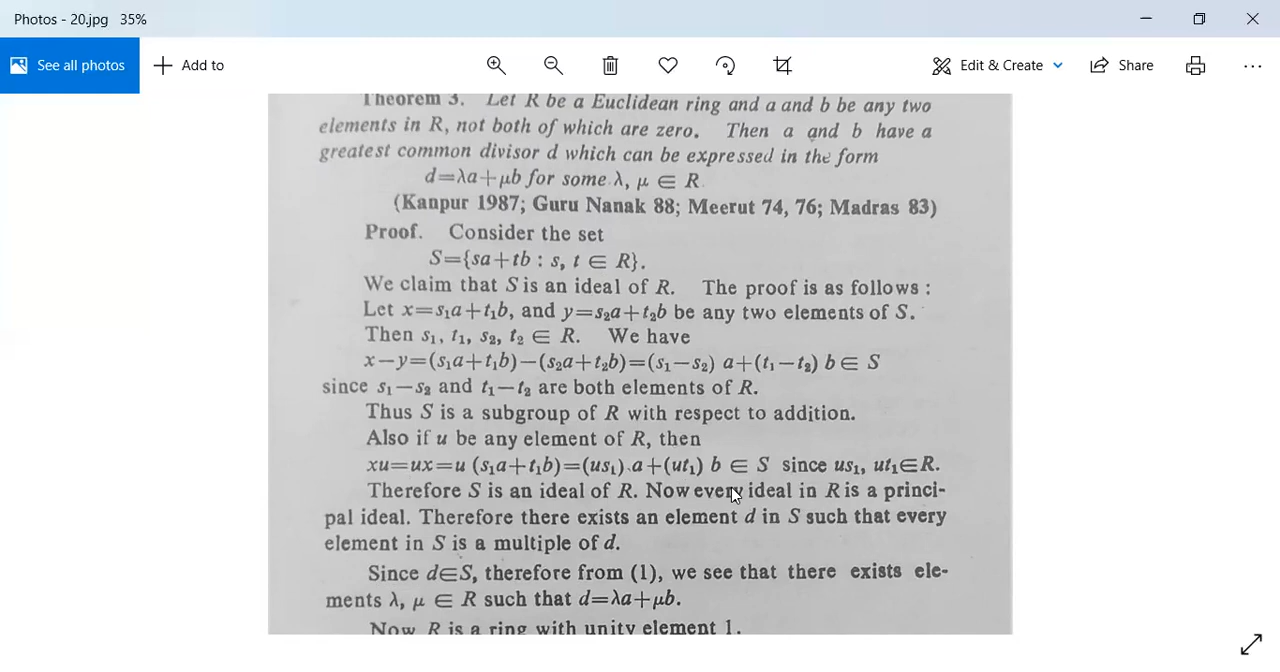 Photos - 20.jpg 35%
See all photos
Add to
Edit & Create
Share
Theorem 3. Let R be a Euclidean ring and a and b be any two
elements in R, not both of which are zero. Then a and b have a
greatest common divisor d which can be expressed in the form
d=λa+μb for some λ, μ ∈ R
(Kanpur 1987; Guru Nanak 88; Meerut 74, 76; Madras 83)
Proof. Consider the set
S={sa+tb : s, t ∈ R}.
We claim that S is an ideal of R. The proof is as follows :
Let x=s₁a+t₁b, and y=s₂a+t₂b be any two elements of S.
Then s₁, t₁, s₂, t₂ ∈ R. We have
x−y=(s₁a+t₁b)−(s₂a+t₂b)=(s₁−s₂) a+(t₁−t₂) b ∈ S
since s₁−s₂ and t₁−t₂ are both elements of R.
Thus S is a subgroup of R with respect to addition.
Also if u be any element of R, then
xu=ux=u (s₁a+t₁b)=(us₁) a+(ut₁) b ∈ S since us₁, ut₁∈R.
Therefore S is an ideal of R. Now every ideal in R is a princi-
pal ideal. Therefore there exists an element d in S such that every
element in S is a multiple of d.
Since d∈S, therefore from (1), we see that there exists ele-
ments λ, μ ∈ R such that d=λa+μb.
Now R is a ring with unity element 1.